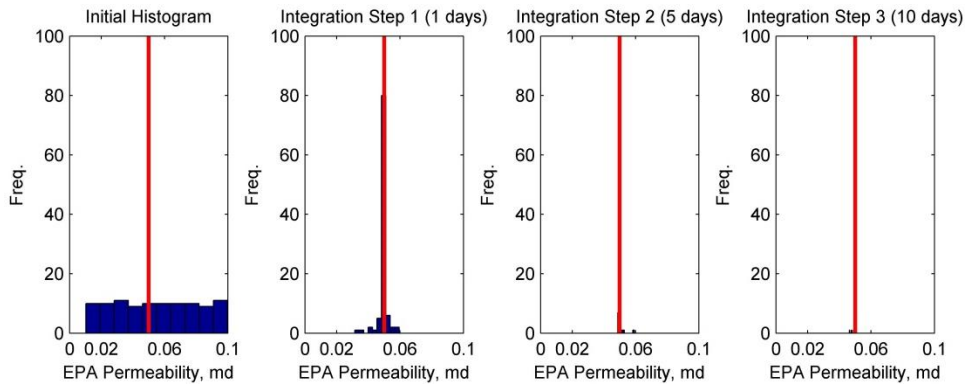 Initial Histogram
Integration Step 1 (1 days)
Integration Step 2 (5 days)
Integration Step 3 (10 days)
100
80
60
40
20
0
Freq.
0 0.02 0.06 0.1
EPA Permeability, md
100
80
60
40
20
0
Freq.
0 0.02 0.06 0.1
EPA Permeability, md
100
80
60
40
20
0
Freq.
0 0.02 0.06 0.1
EPA Permeability, md
100
80
60
40
20
0
Freq.
0 0.02 0.06 0.1
EPA Permeability, md